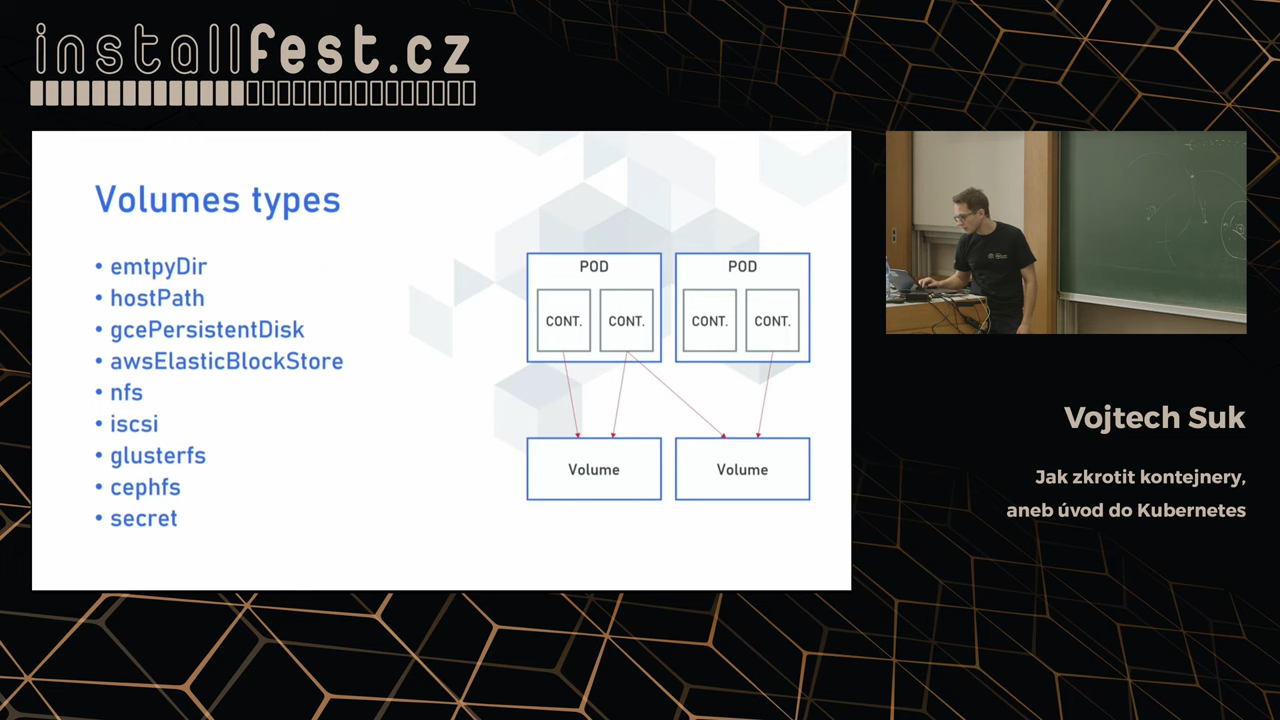 installfest.cz
Volumes types
• emtpyDir
• hostPath
• gcePersistentDisk
• awsElasticBlockStore
• nfs
• iscsi
• glusterfs
• cephfs
• secret
POD
CONT. CONT.
POD
CONT. CONT.
Volume
Volume
Vojtech Suk
Jak zkrotit kontejnery,
aneb úvod do Kubernetes